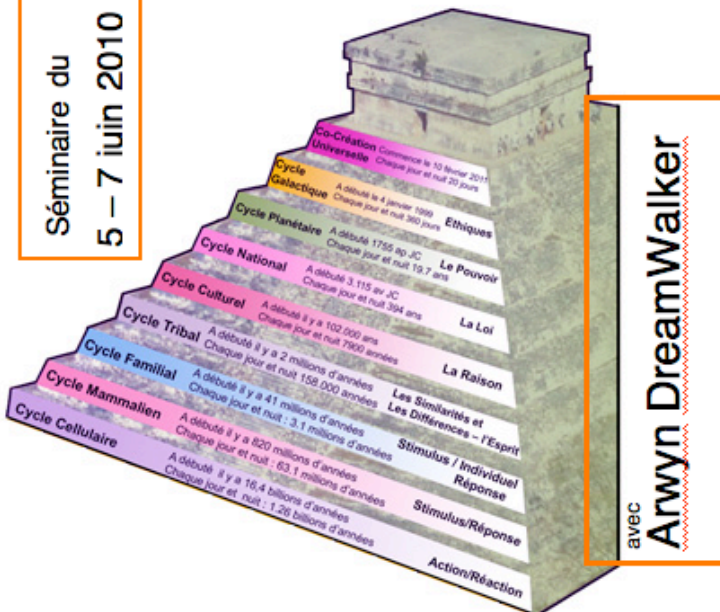 Séminaire du
5 – 7 juin 2010
Co-Création Commence le 10 février 2011
Universelle Chaque jour et nuit 20 jours
Cycle
Galactique
A débuté le 4 janvier 1999
Chaque jour et nuit 360 jours
Ethiques
Cycle Planétaire
A débuté 1755 ap JC
Chaque jour et nuit 19.7 ans
Le Pouvoir
Cycle National
A débuté 3,115 av JC
Chaque jour et nuit 394 ans
La Loi
Cycle Culturel
A débuté il y a 102.000 ans
Chaque jour et nuit 7900 années
La Raison
Cycle Tribal
A débuté il y a 2 millions d'années
Chaque jour et nuit 158.000 années
Les Similarités et
Les Différences – l'Esprit
Cycle Familial
A débuté il y a 41 millions d'années
Chaque jour et nuit : 3.1 millions d'années
Stimulus / Individuel
Réponse
Cycle Mammalien
A débuté il y a 820 millions d'années
Chaque jour et nuit : 63.1 millions d'années
Stimulus/Réponse
Cycle Cellulaire
A débuté il y a 16,4 billions d'années
Chaque jour et nuit : 1.26 billions d'années
Action/Réaction
avec
Arwyn DreamWalker